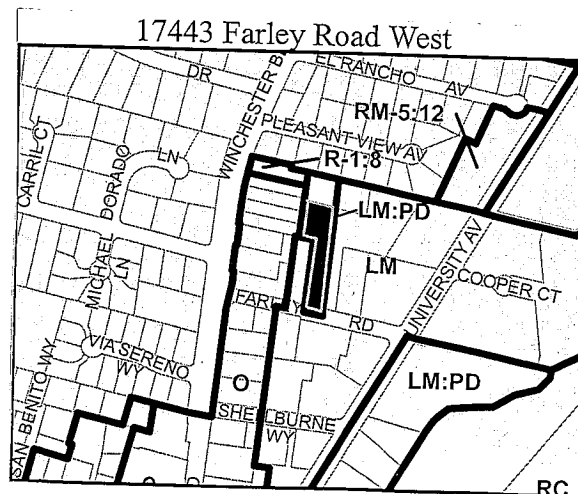 17443 Farley Road West
EL RANCHO AV
DR
WINCHESTER B
RM-5:12
PLEASANT VIEW AV
R-1:8
CARRIL CT
DORADO LN
LM:PD
MICHAEL LN
LM
UNIVERSITY AV
COOPER CT
FARLEY RD
VIA SERENO WY
O
LM:PD
SHELBURNE WY
SAN BENITO WY
RC